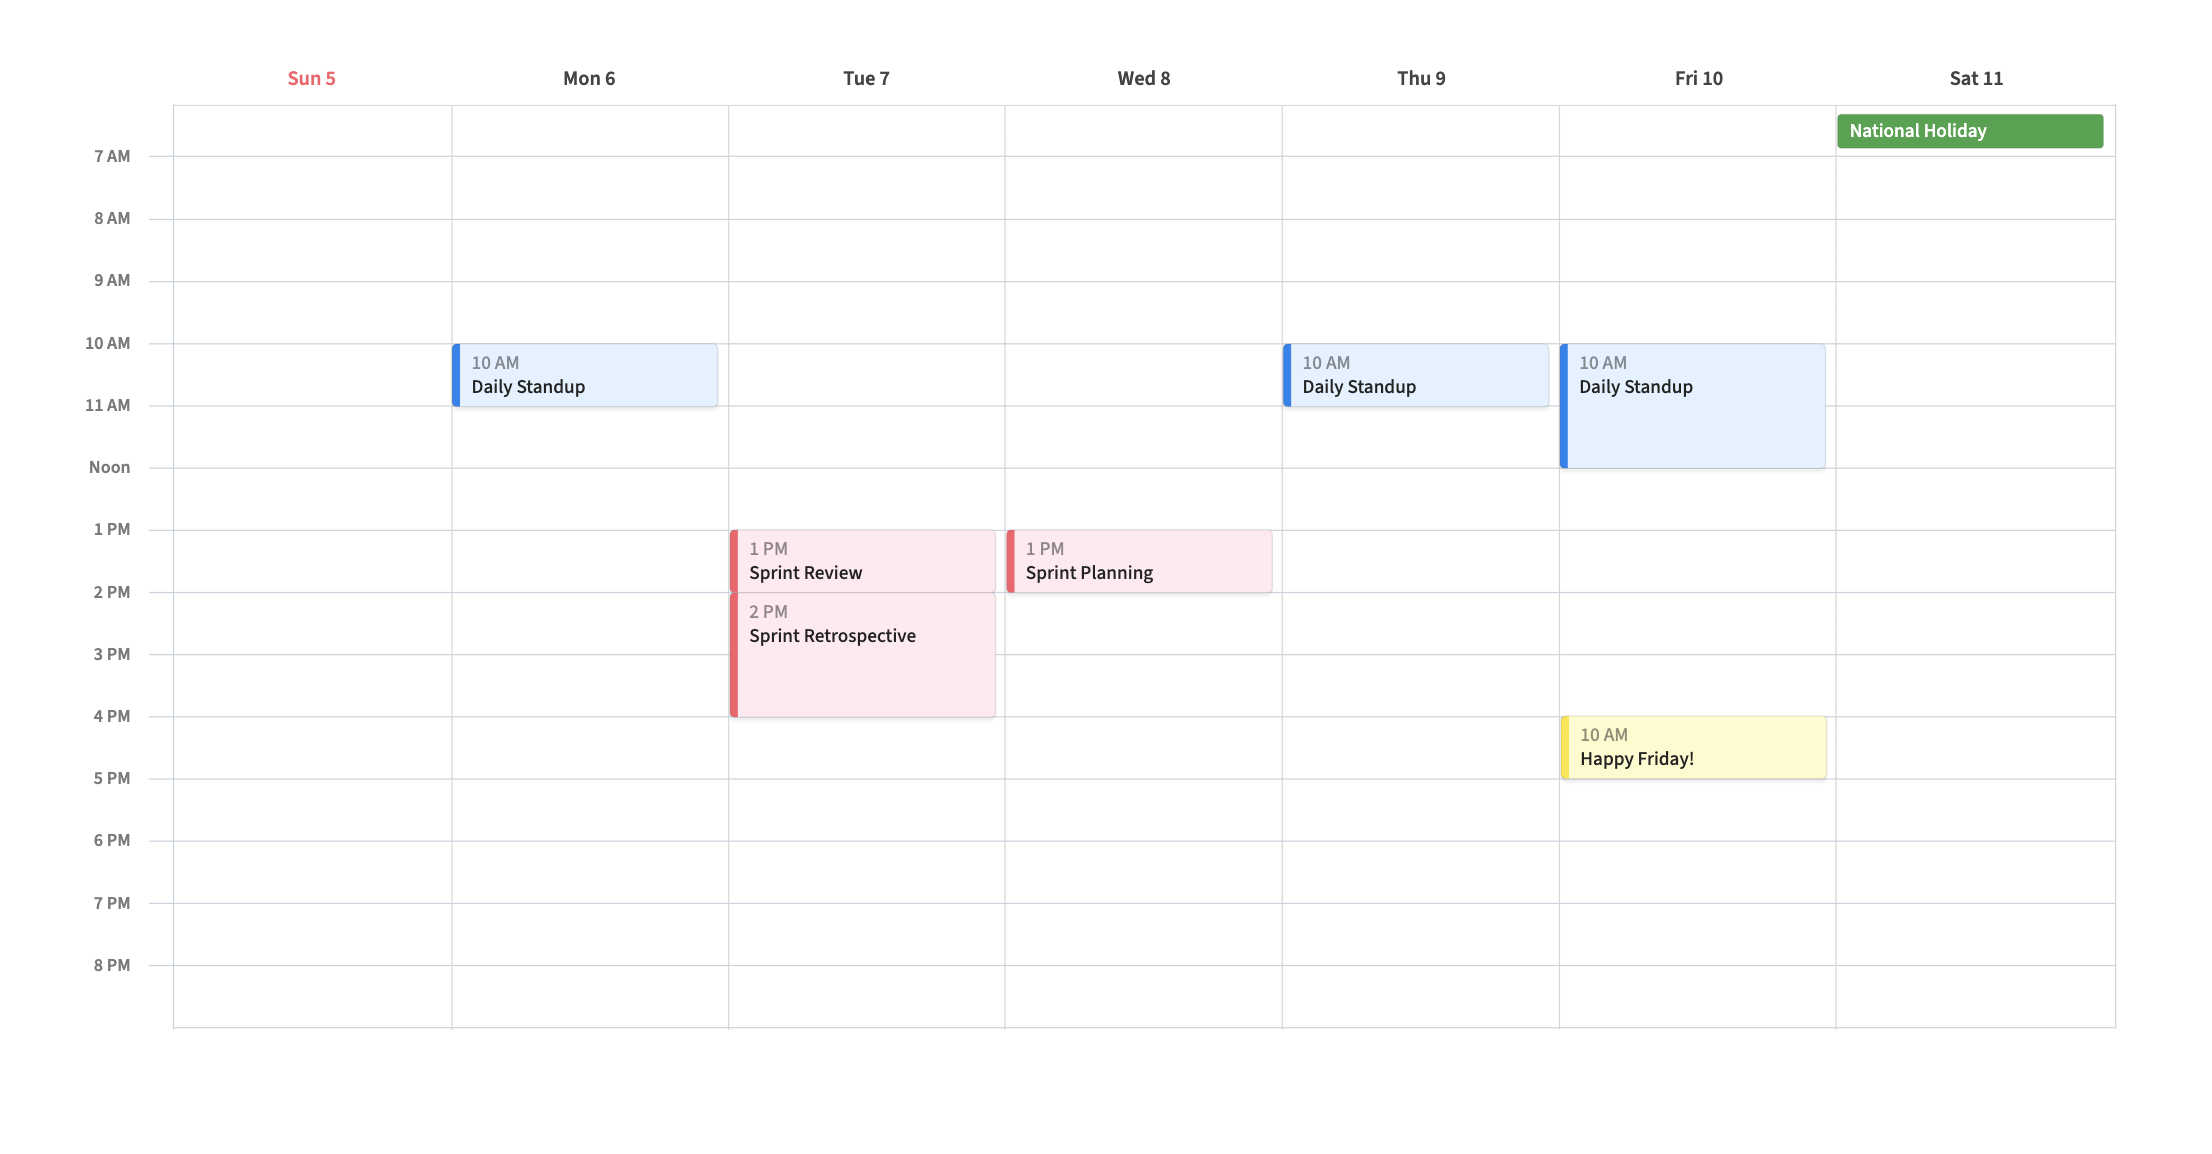 Sun 5
Mon 6
Tue 7
Wed 8
Thu 9
Fri 10
Sat 11
National Holiday
7 AM
8 AM
9 AM
10 AM
10 AM
Daily Standup
10 AM
Daily Standup
10 AM
Daily Standup
11 AM
Noon
1 PM
1 PM
Sprint Review
1 PM
Sprint Planning
2 PM
2 PM
Sprint Retrospective
3 PM
4 PM
10 AM
Happy Friday!
5 PM
6 PM
7 PM
8 PM